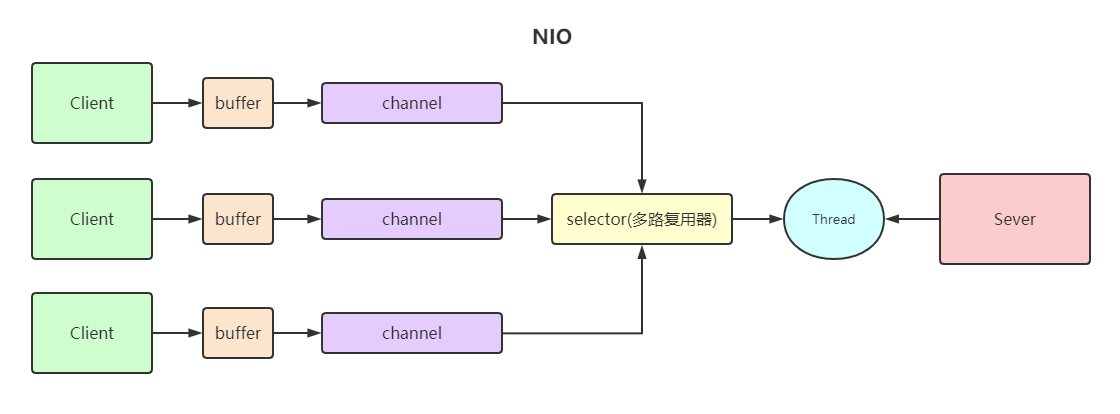 NIO
Client
buffer
channel
Client
buffer
channel
selector(多路复用器)
Thread
Sever
Client
buffer
channel